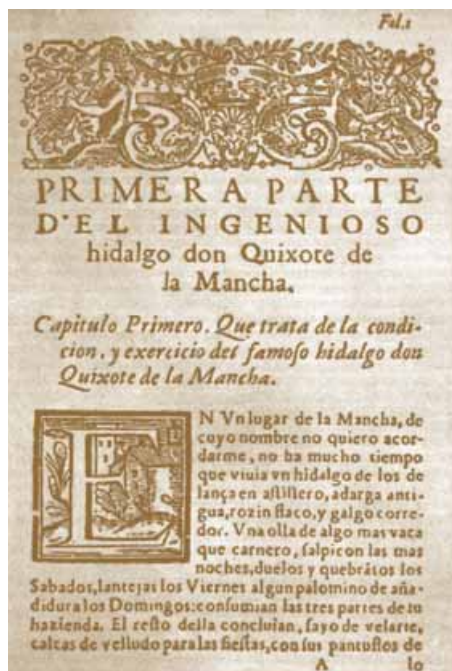 Fol.1
PRIMERA PARTE
D'EL INGENIOSO
hidalgo don Quixote de
la Mancha.
Capitulo Primero. Que trata de la condi-
cion, y exercicio del famoso hidalgo don
Quixote de la Mancha.
EN Vn lugar de la Mancha, de
cuyo nombre no quiero acor-
darme, no ha mucho tiempo
que viuia vn hidalgo de los de
lança en astillero, adarga anti-
gua, rozin flaco, y galgo corre-
dor. Vna olla de algo mas vaca
que carnero, salpicon las mas
noches, duelos y quebrātos los
Sabados, lantejas los Viernes algun palomino de aña-
didura los Domingos: consumian las tres partes de su
hazienda. El resto della concluian, sayo de velarte,
calças de velludo para las fiestas, con sus pantuflos de
A lo